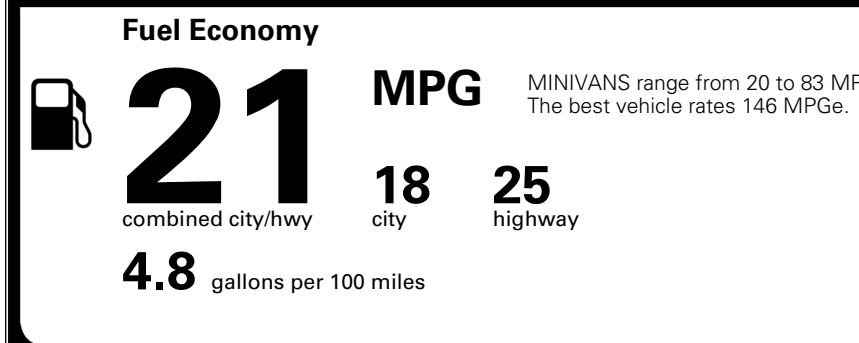 Fuel Economy
21 MPG
MINIVANS range from 20 to 83
The best vehicle rates 146 MPGe.
18 25
combined city/hwy city highway
4.8 gallons per 100 miles